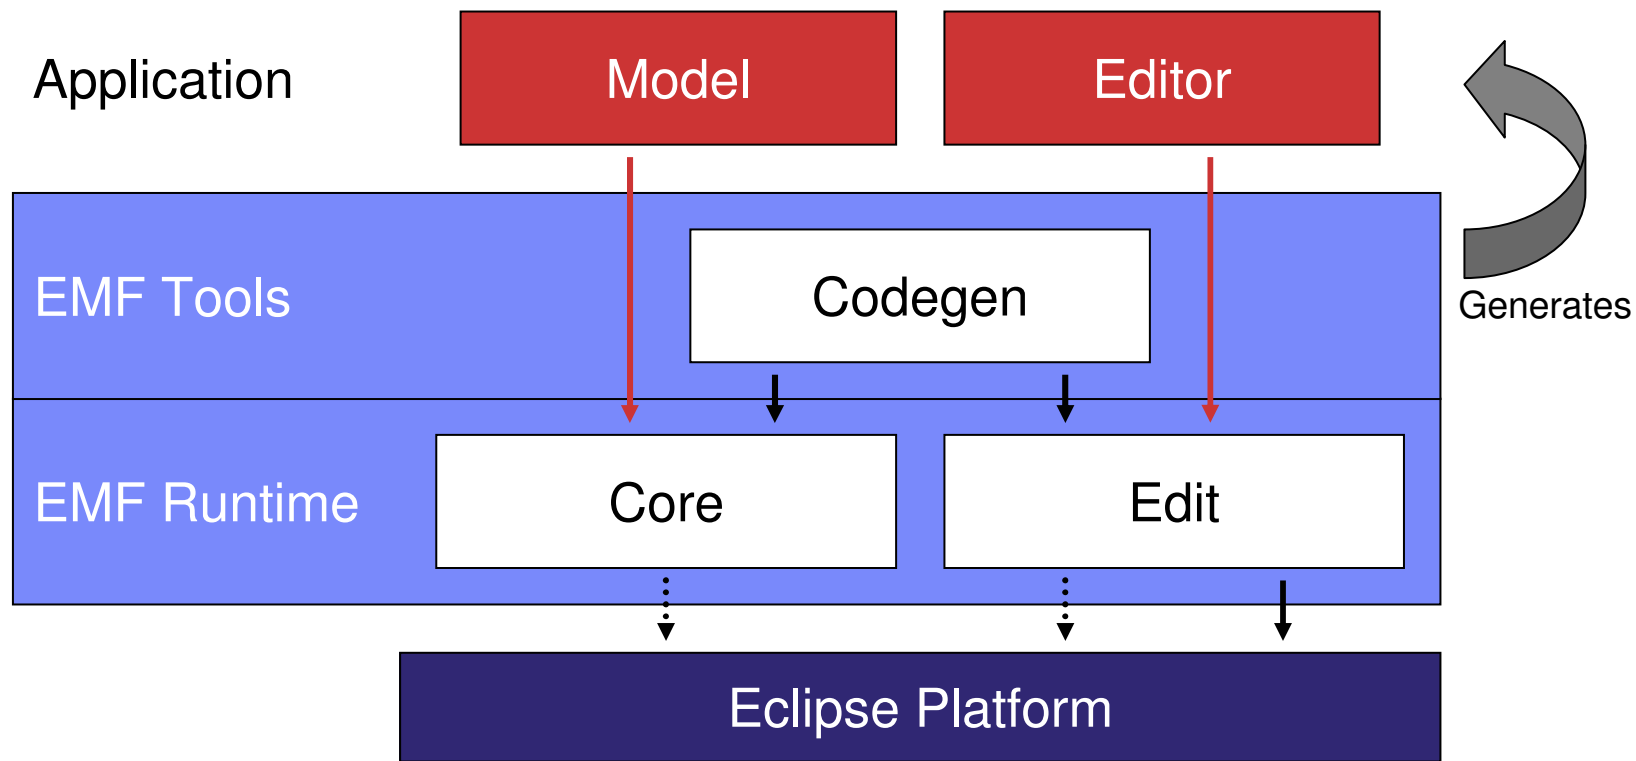 Application
Model
Editor
EMF Tools
Codegen
Generates
EMF Runtime
Core
Edit
Eclipse Platform